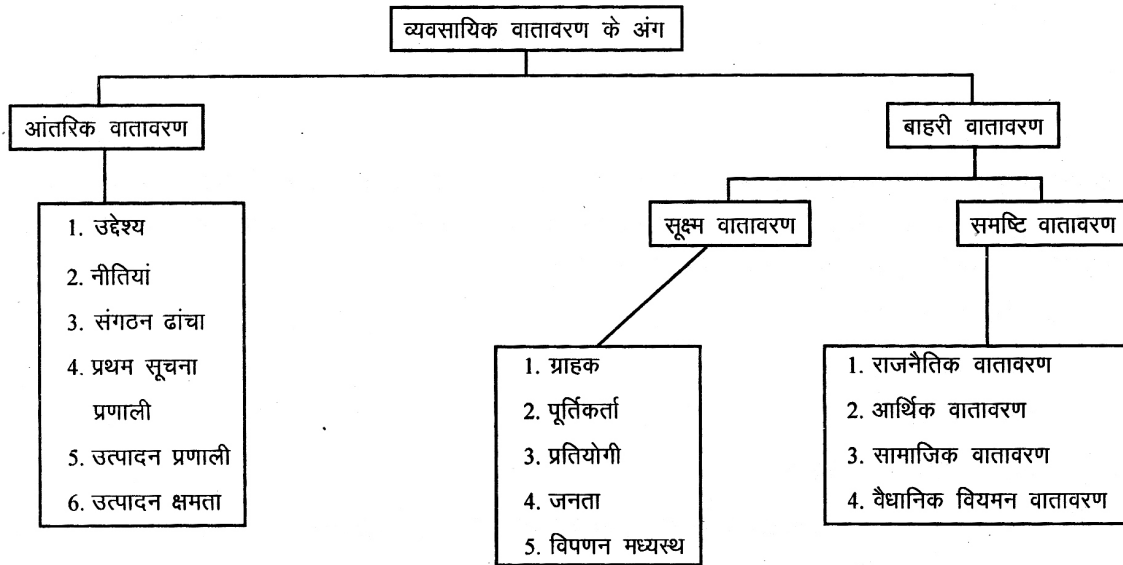 व्यवसायिक वातावरण के अंग
आंतरिक वातावरण
बाहरी वातावरण
सूक्ष्म वातावरण
समष्टि वातावरण
1. उद्देश्य
2. नीतियां
3. संगठन ढांचा
4. प्रथम सूचना
प्रणाली
5. उत्पादन प्रणाली
6. उत्पादन क्षमता
1. ग्राहक
2. पूर्तिकर्ता
3. प्रतियोगी
4. जनता
5. विपणन मध्यस्थ
1. राजनैतिक वातावरण
2. आर्थिक वातावरण
3. सामाजिक वातावरण
4. वैधानिक वियमन वातावरण